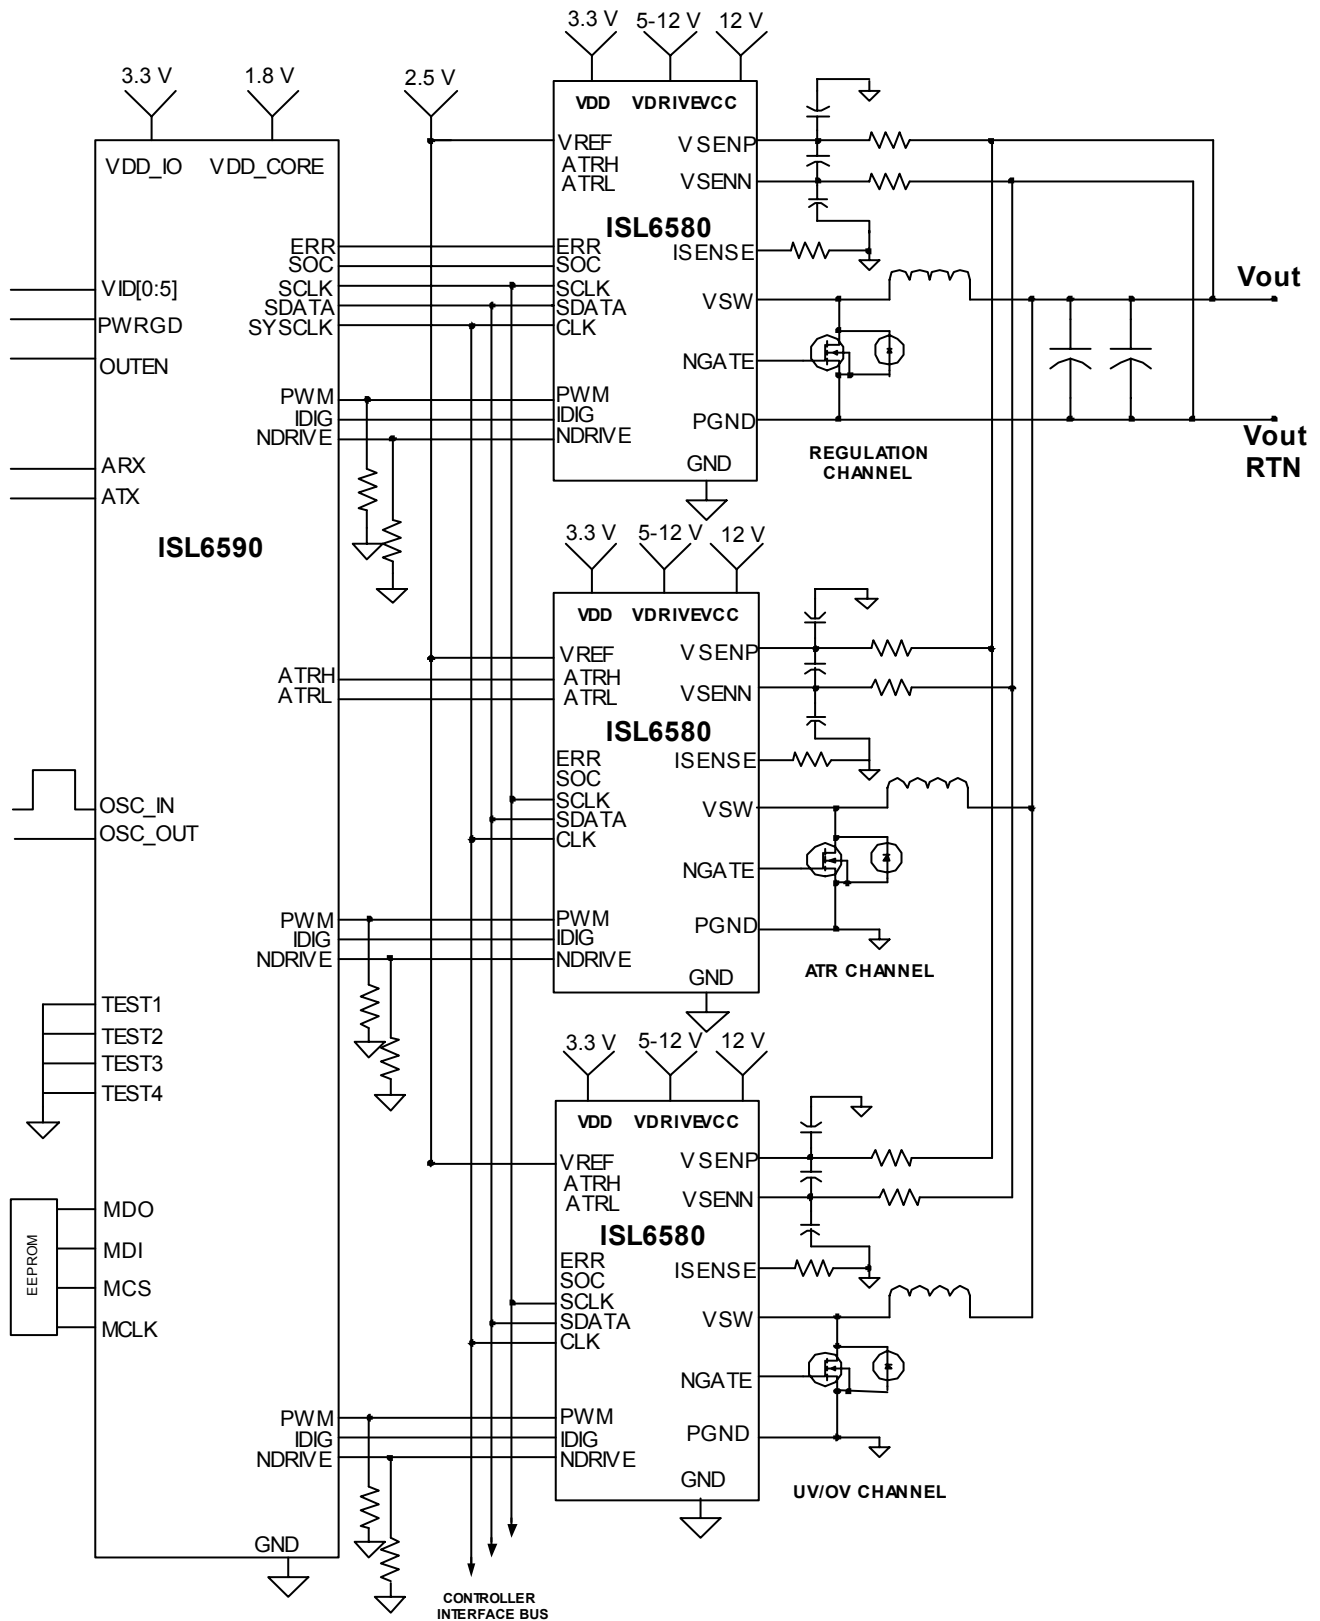 3.3 V
1.8 V
2.5 V
3.3 V
5-12 V
12 V
VDD_IO
VDD_CORE
ERR
SOC
SCLK
SDATA
SYSCLK
PWM
IDIG
NDRIVE
VID[0:5]
PWRGD
OUTEN
ARX
ATX
ISL6590
ATRH
ATRL
OSC_IN
OSC_OUT
PWM
IDIG
NDRIVE
TEST1
TEST2
TEST3
TEST4
EEPROM
MDO
MDI
MCS
MCLK
PWM
IDIG
NDRIVE
GND
VDD
VDRIVE
VCC
VREF
ATRH
ATRL
ISL6580
ERR
SOC
SCLK
SDATA
CLK
PWM
IDIG
NDRIVE
VSENP
VSENN
ISENSE
VSW
NGATE
PGND
GND
REGULATION
CHANNEL
Vout
Vout
RTN
3.3 V
5-12 V
12 V
VDD
VDRIVE
VCC
VREF
ATRH
ATRL
ISL6580
ERR
SOC
SCLK
SDATA
CLK
PWM
IDIG
NDRIVE
VSENP
VSENN
ISENSE
VSW
NGATE
PGND
GND
ATR CHANNEL
3.3 V
5-12 V
12 V
VDD
VDRIVE
VCC
VREF
ATRH
ATRL
ISL6580
ERR
SOC
SCLK
SDATA
CLK
PWM
IDIG
NDRIVE
VSENP
VSENN
ISENSE
VSW
NGATE
PGND
GND
UV/OV CHANNEL
CONTROLLER
INTERFACE BUS